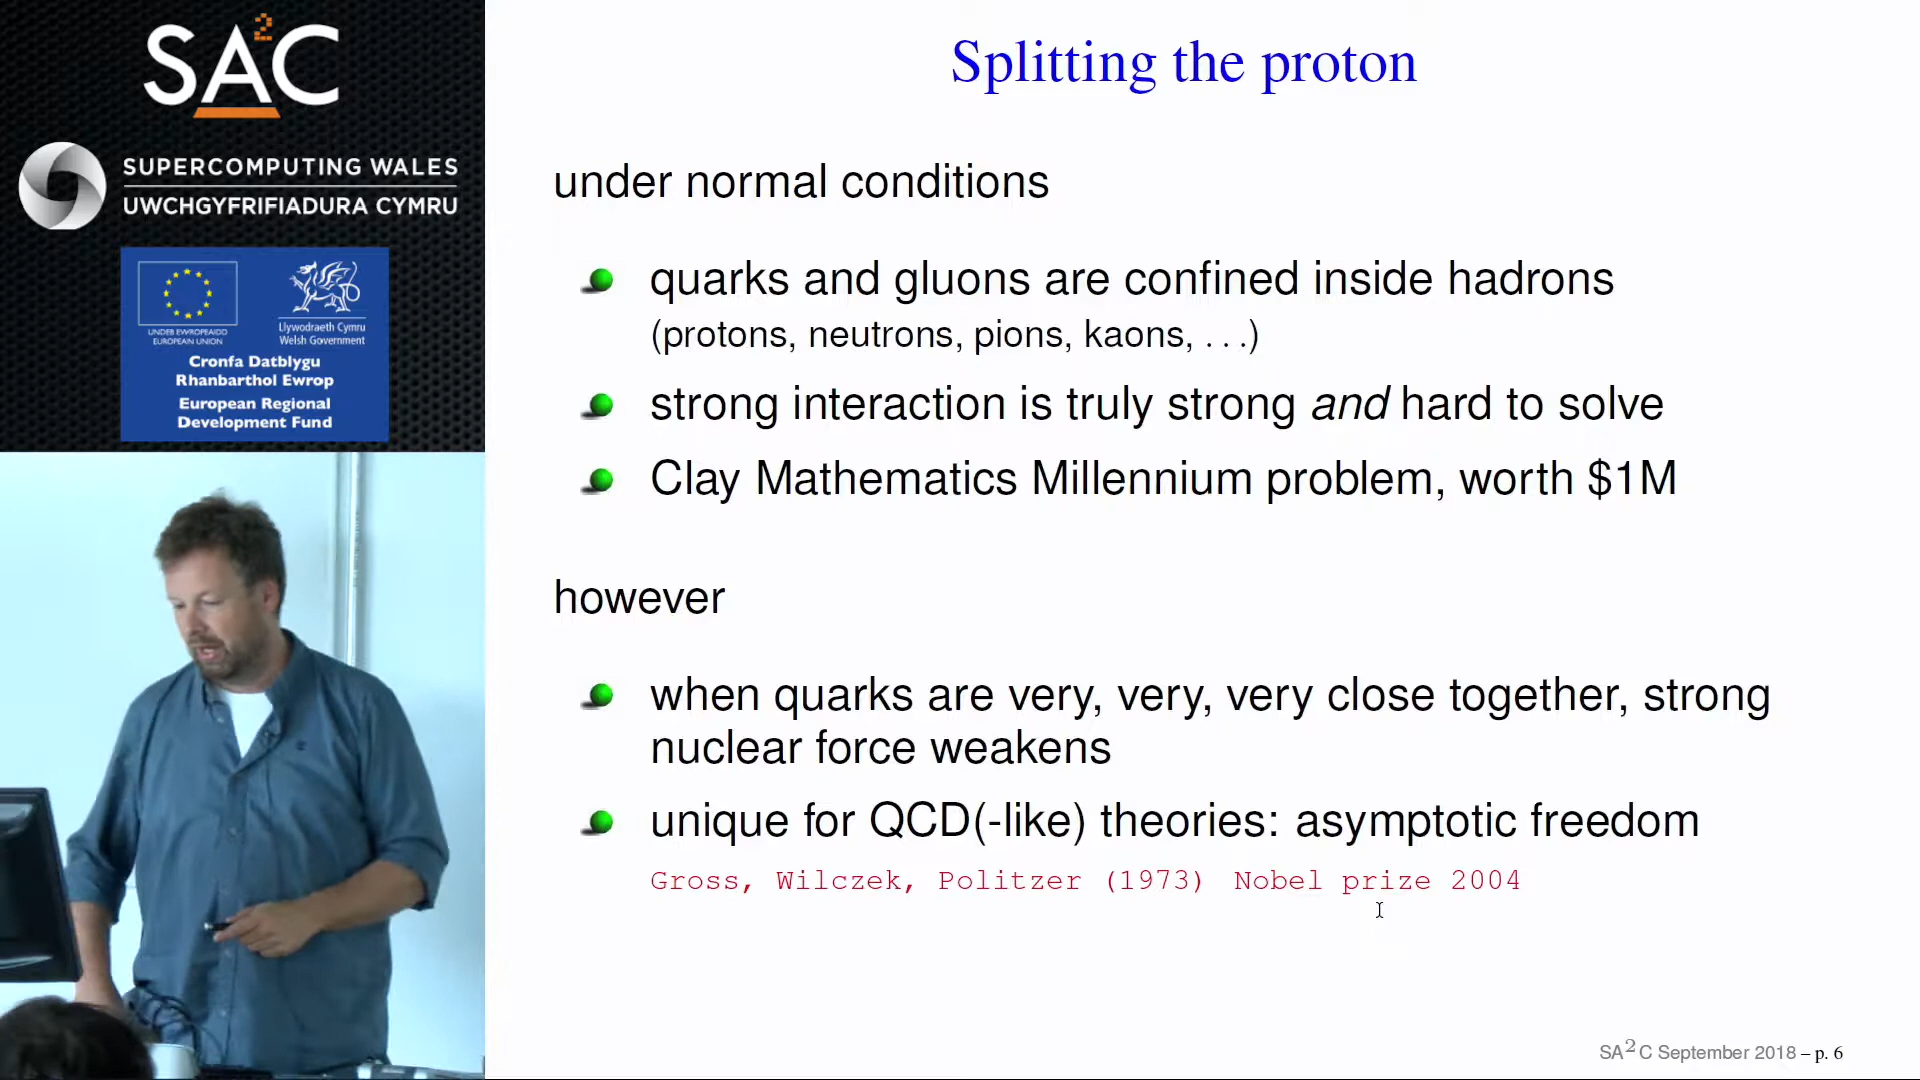 SA2C
SUPERCOMPUTING WALES
UWCHGYFRIFIADURA CYMRU
UNDEB EWROPEAIDD
EUROPEAN UNION
Llywodraeth Cymru
Welsh Government
Cronfa Datblygu
Rhanbarthol Ewrop
European Regional
Development Fund
Splitting the proton
under normal conditions
quarks and gluons are confined inside hadrons
(protons, neutrons, pions, kaons, . . .)
strong interaction is truly strong and hard to solve
Clay Mathematics Millennium problem, worth $1M
however
when quarks are very, very, very close together, strong
nuclear force weakens
unique for QCD(-like) theories: asymptotic freedom
Gross, Wilczek, Politzer (1973) Nobel prize 2004
SA2C September 2018 – p. 6